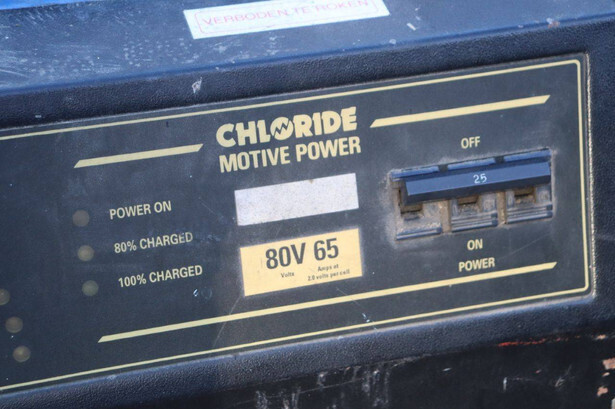 VERBODEN TE ROKEN
CHLORIDE
MOTIVE POWER
OFF
25
ON
POWER
POWER ON
80% CHARGED
100% CHARGED
80V 65
Volts
Amps at
2.0 volts per cell